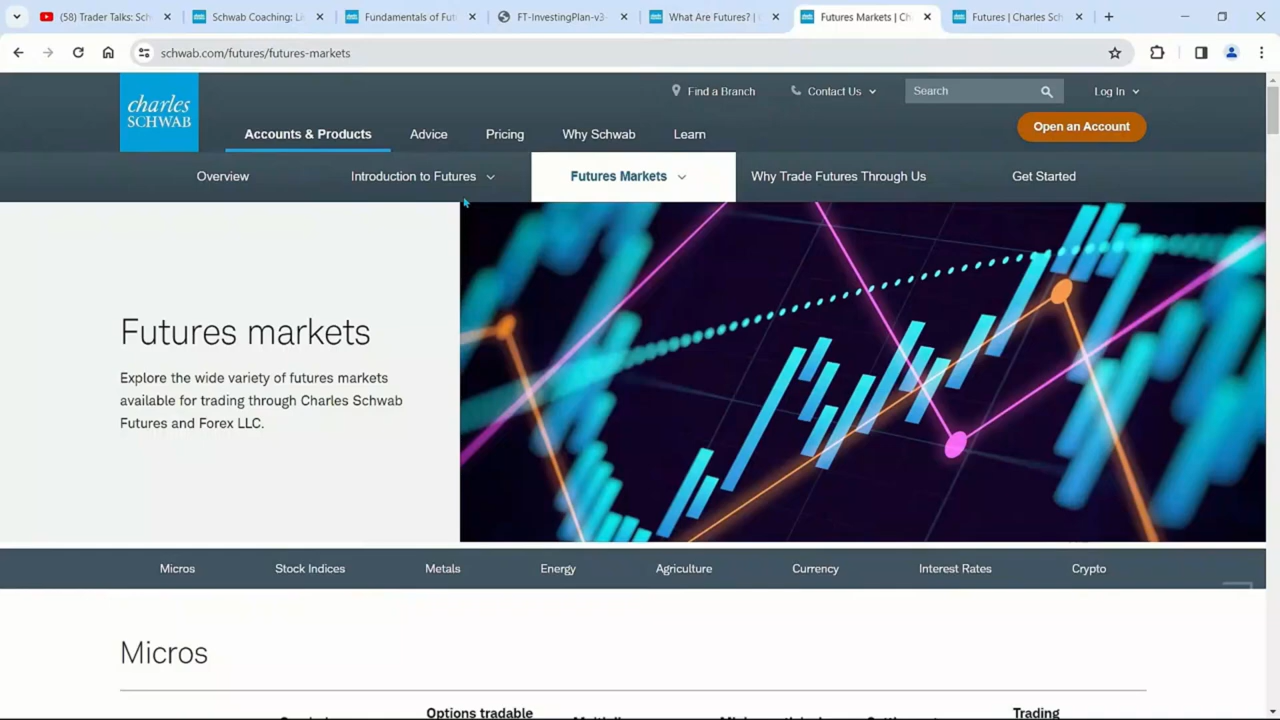 (58) Trader Talks: Sch
Schwab Coaching: Le
Fundamentals of Fut
FT-InvestingPlan-v3-
What Are Futures? | C
Futures Markets | Ch
Futures | Charles Sch
schwab.com/futures/futures-markets
charles SCHWAB
Find a Branch
Contact Us
Search
Log In
Accounts & Products
Advice
Pricing
Why Schwab
Learn
Open an Account
Overview
Introduction to Futures
Futures Markets
Why Trade Futures Through Us
Get Started
Futures markets
Explore the wide variety of futures markets
available for trading through Charles Schwab
Futures and Forex LLC.
Micros
Stock Indices
Metals
Energy
Agriculture
Currency
Interest Rates
Crypto
Micros
Options tradable
Trading